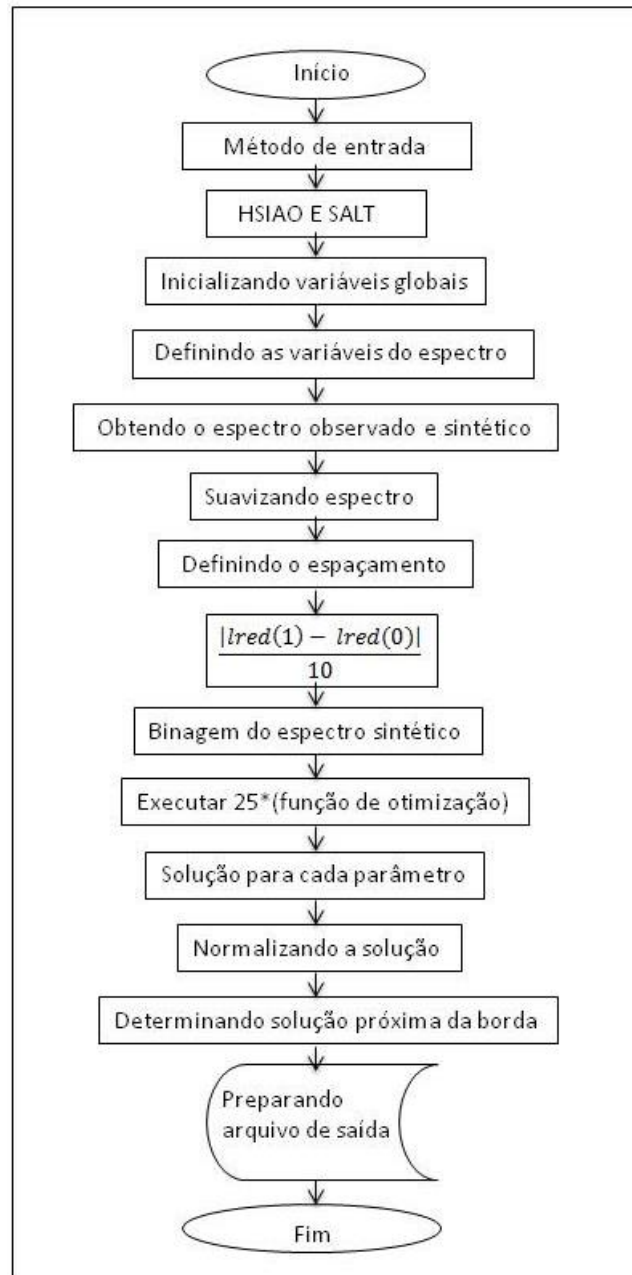 Início
Método de entrada
HSIAO E SALT
Inicializando variáveis globais
Definindo as variáveis do espectro
Obtendo o espectro observado e sintético
Suavizando espectro
Definindo o espaçamento
|lred(1) − lred(0)|
10
Binagem do espectro sintético
Executar 25*(função de otimização)
Solução para cada parâmetro
Normalizando a solução
Determinando solução próxima da borda
Preparando
arquivo de saída
Fim